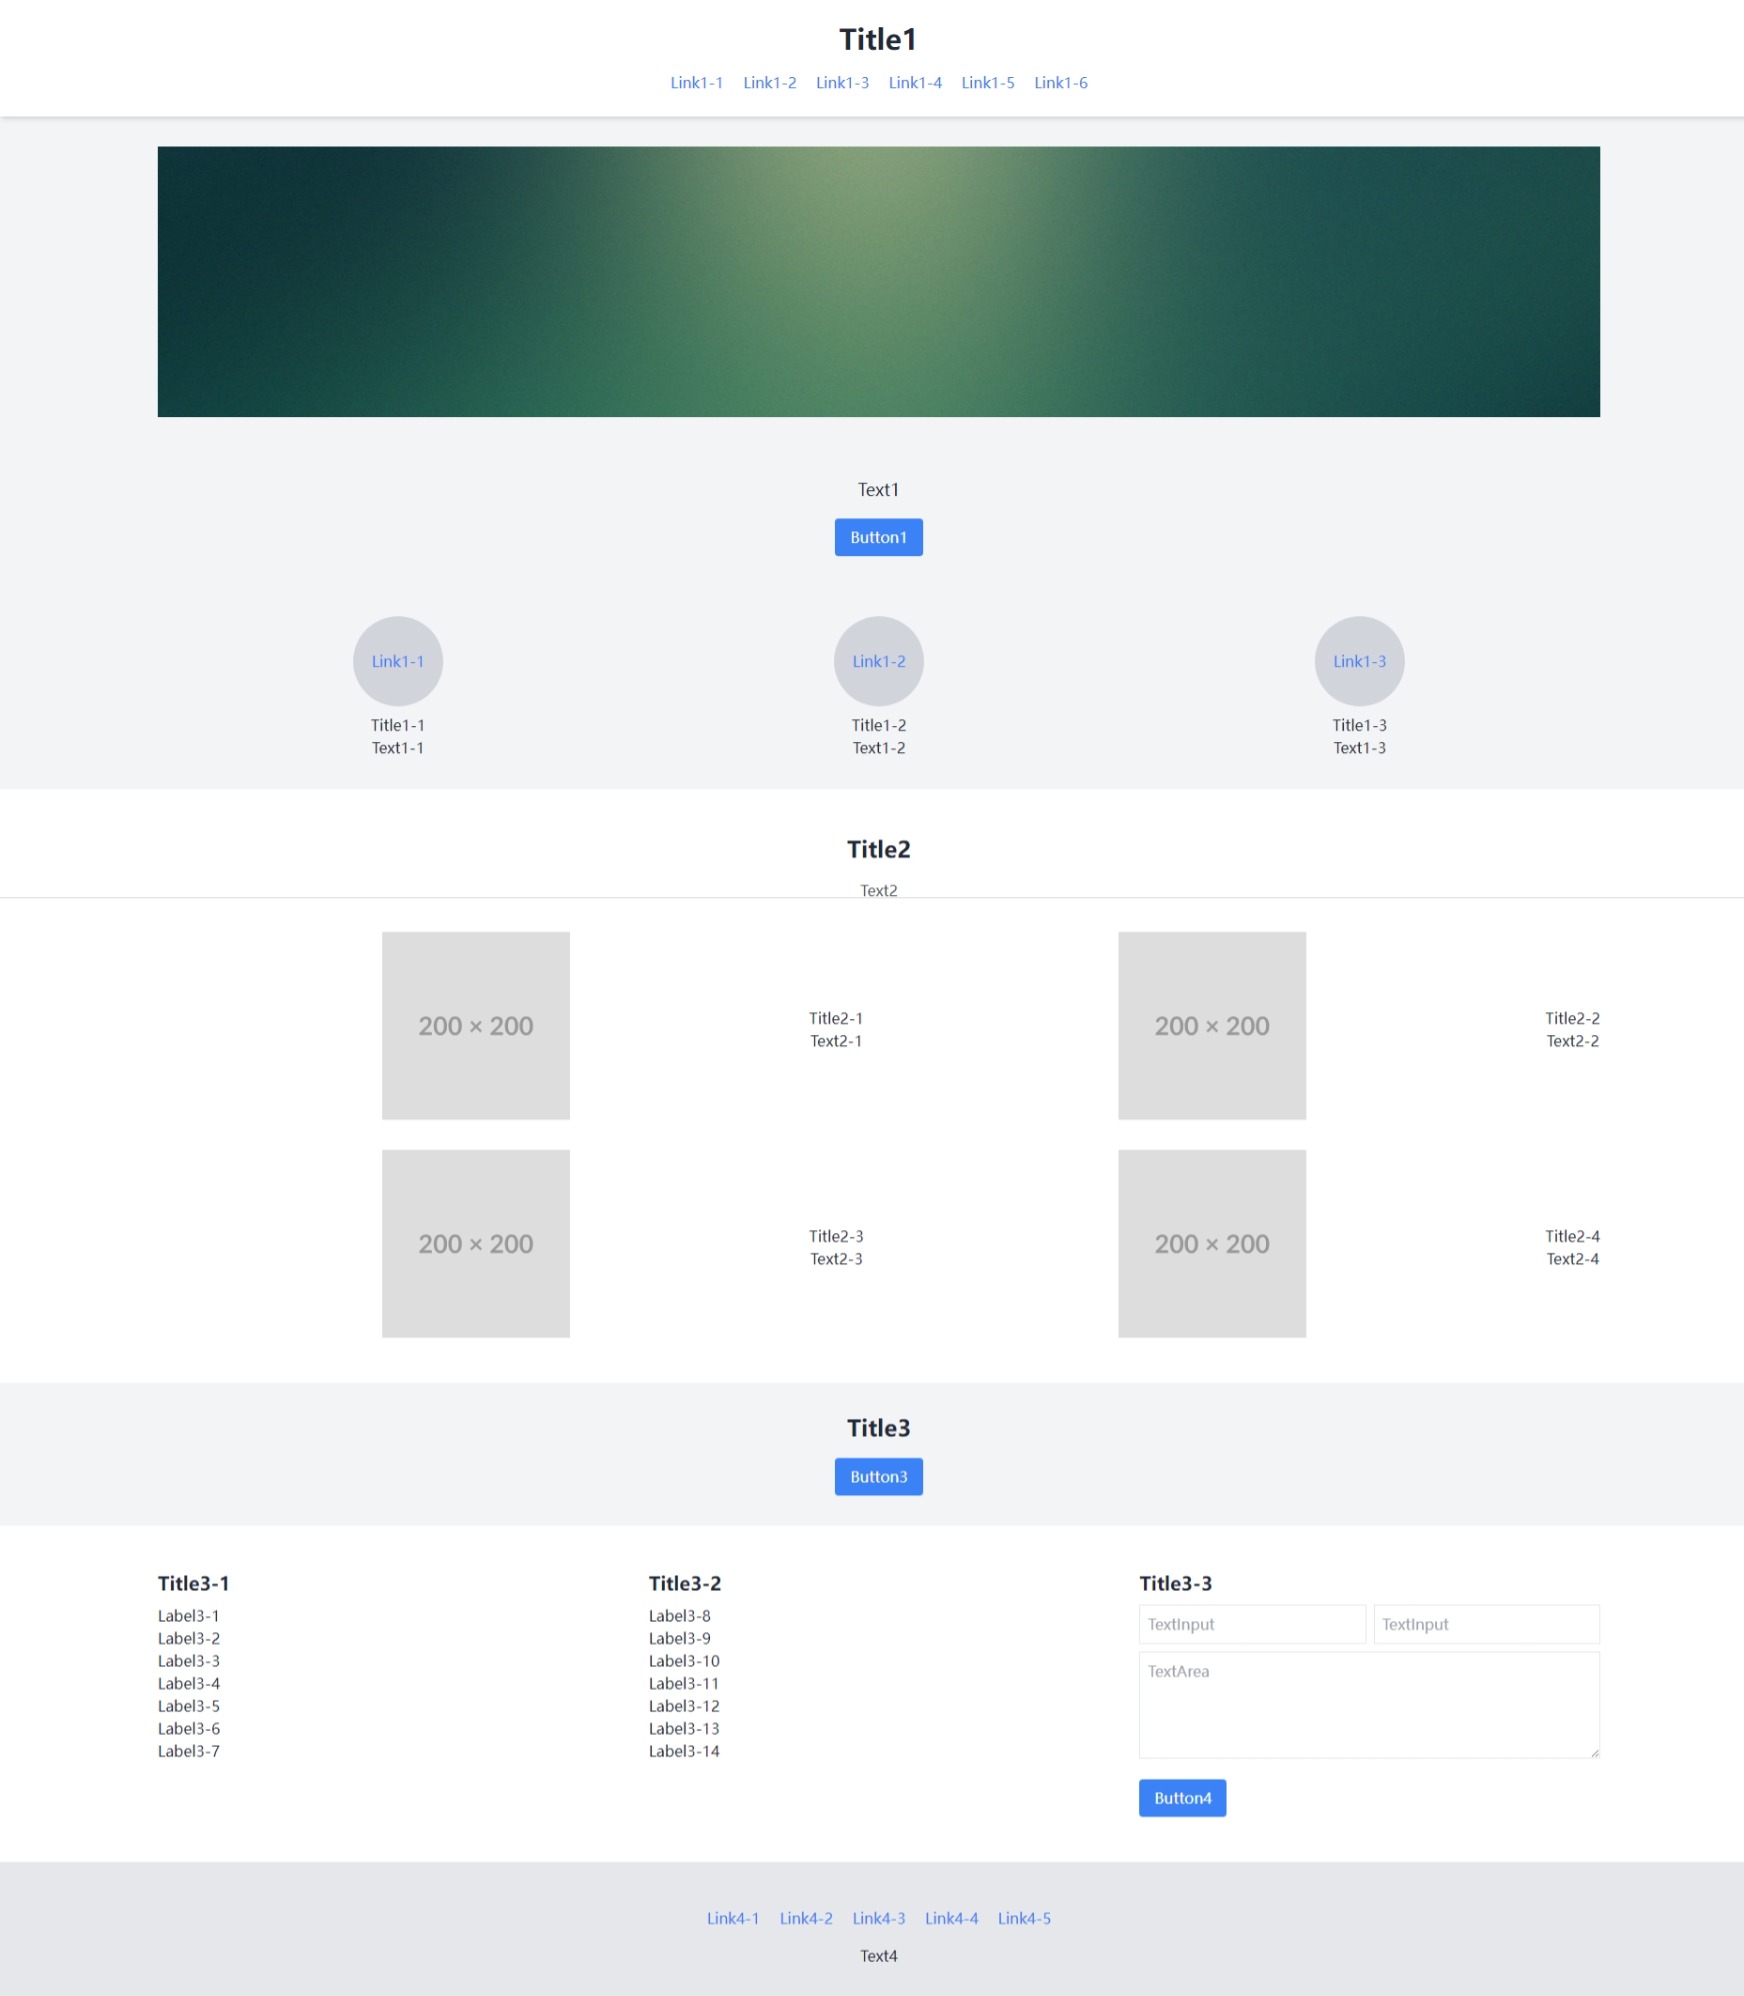 Title1
Link1-1 Link1-2 Link1-3 Link1-4 Link1-5 Link1-6
Text1
Button1
Link1-1 Link1-2 Link1-3
Title1-1 Title1-2 Title1-3
Text1-1 Text1-2 Text1-3
Title2
Text2
200 × 200
Title2-1
Text2-1
200 × 200
Title2-2
Text2-2
200 × 200
Title2-3
Text2-3
200 × 200
Title2-4
Text2-4
Title3
Button3
Title3-1
Label3-1
Label3-2
Label3-3
Label3-4
Label3-5
Label3-6
Label3-7
Title3-2
Label3-8
Label3-9
Label3-10
Label3-11
Label3-12
Label3-13
Label3-14
Title3-3
TextInput TextInput
TextArea
Button4
Link4-1 Link4-2 Link4-3 Link4-4 Link4-5
Text4